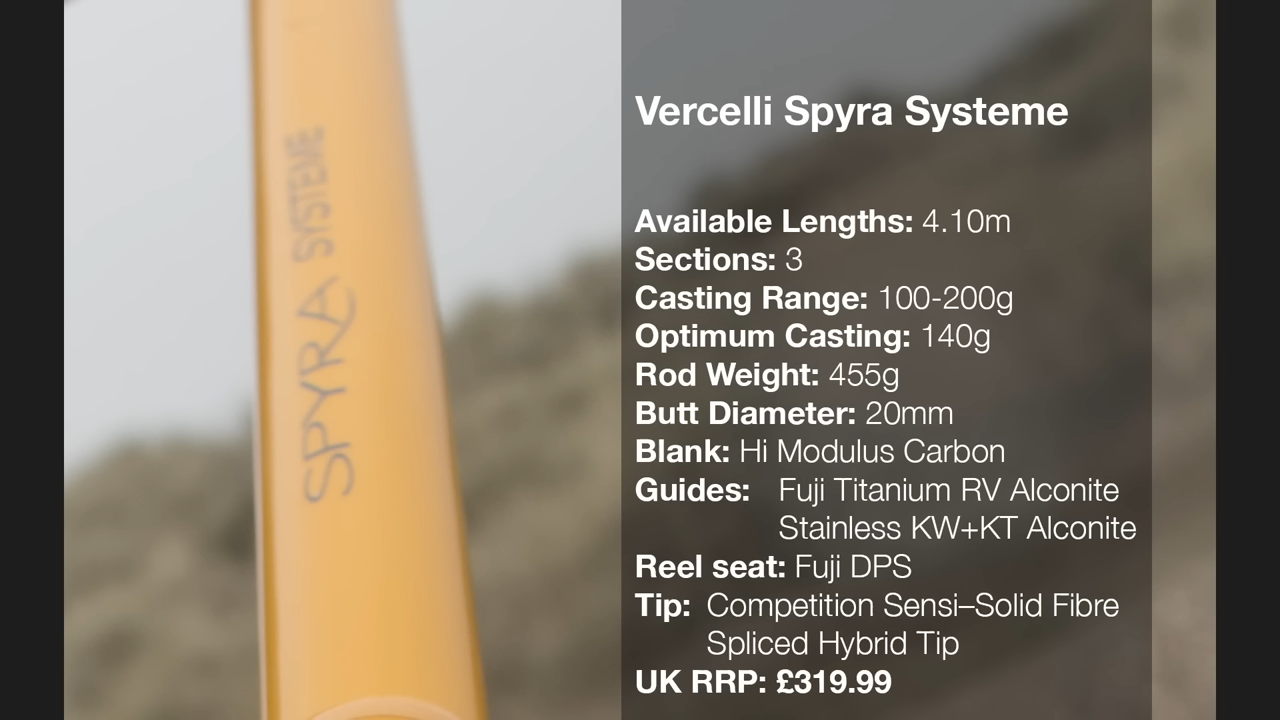 SPYRA SYSTEME
Vercelli Spyra Systeme
Available Lengths: 4.10m
Sections: 3
Casting Range: 100-200g
Optimum Casting: 140g
Rod Weight: 455g
Butt Diameter: 20mm
Blank: Hi Modulus Carbon
Guides: Fuji Titanium RV Alconite
Stainless KW+KT Alconite
Reel seat: Fuji DPS
Tip: Competition Sensi–Solid Fibre
Spliced Hybrid Tip
UK RRP: £319.99